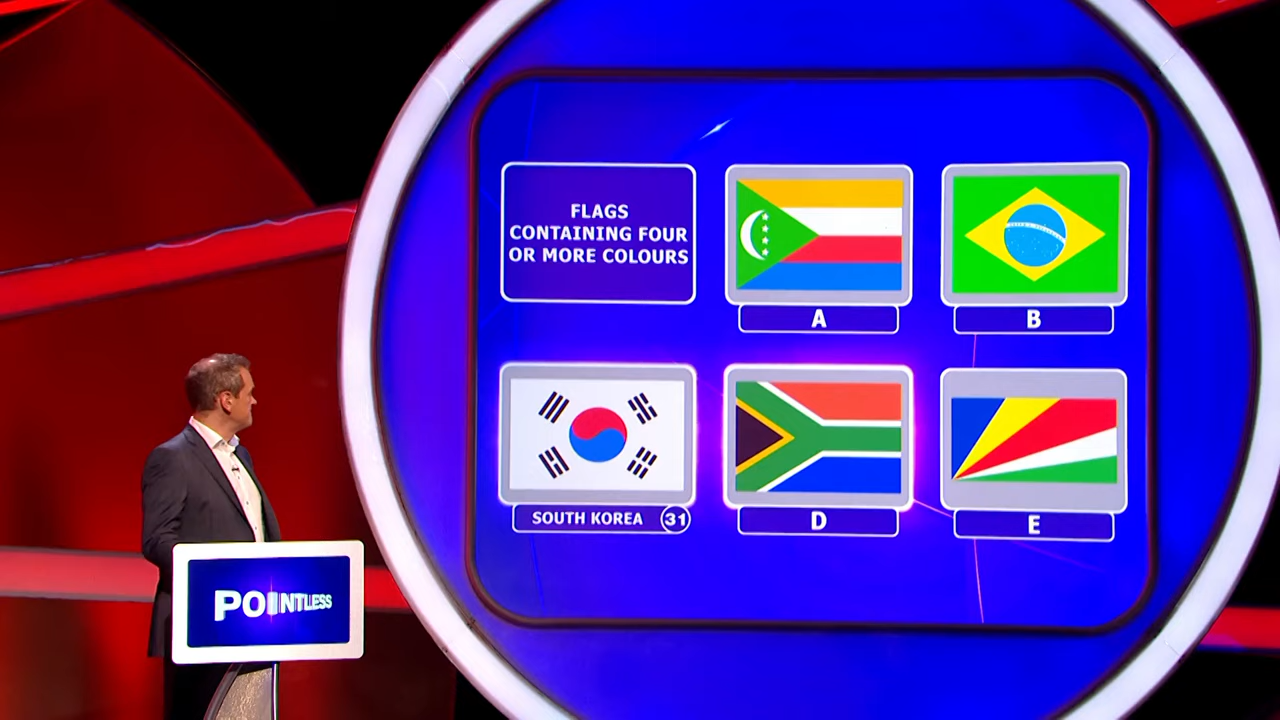 FLAGS
CONTAINING FOUR
OR MORE COLOURS
A
B
SOUTH KOREA 31
D
E
POINTLESS